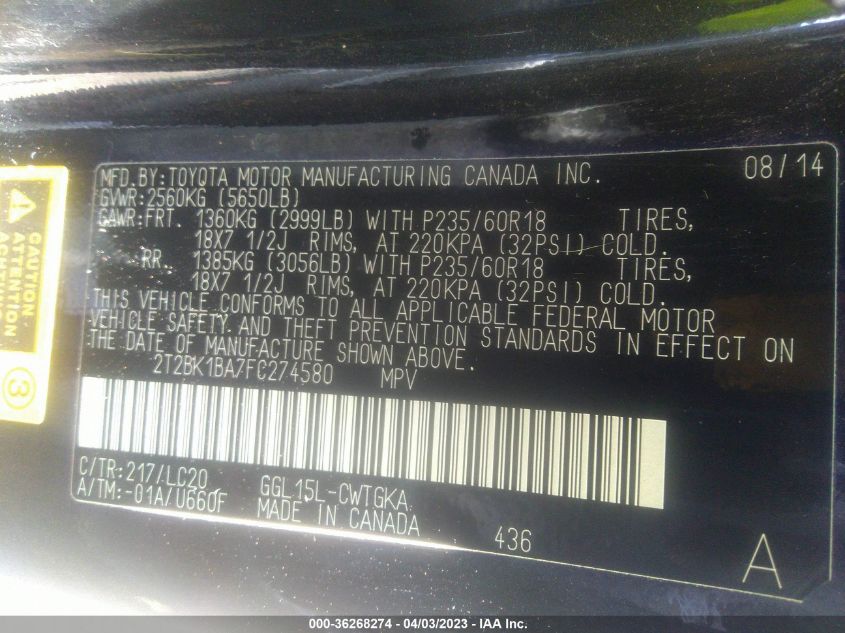 MFD.BY:TOYOTA MOTOR MANUFACTURING CANADA INC. 08/14
GVWR:2560KG (5650LB)
GAWR:FRT. 1360KG (2999LB) WITH P235/60R18 TIRES,
18X7 1/2J RIMS, AT 220KPA (32PSI) COLD.
RR. 1385KG (3056LB) WITH P235/60R18 TIRES,
18X7 1/2J RIMS, AT 220KPA (32PSI) COLD.
THIS VEHICLE CONFORMS TO ALL APPLICABLE FEDERAL MOTOR
VEHICLE SAFETY AND THEFT PREVENTION STANDARDS IN EFFECT ON
THE DATE OF MANUFACTURE SHOWN ABOVE.
2T2BK1BA7FC274580 MPV
C/TR:217/LC20 GGL15L-CWTGKA
A/TM:-01A/U660F MADE IN CANADA 436
A
CAUTION
ATTENTION
3
000-36268274 - 04/03/2023 - IAAI Inc.